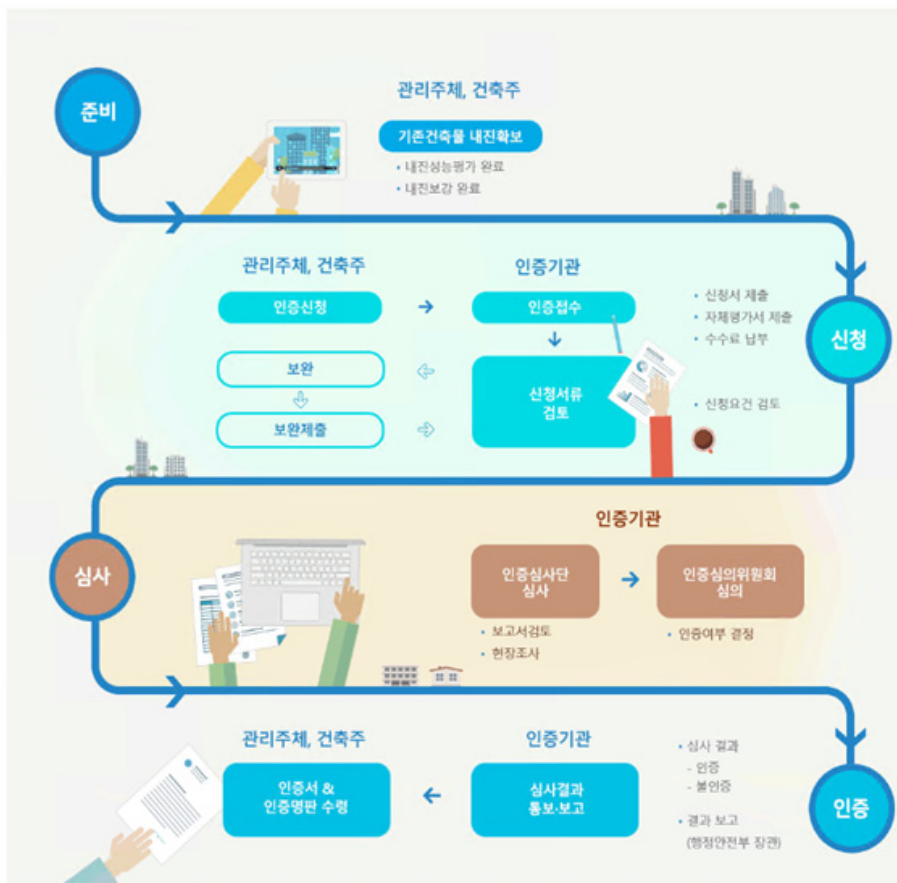 준비
관리주체, 건축주
기존건축물 내진확보
• 내진성능평가 완료
• 내진보강 완료
관리주체, 건축주
인증기관
인증신청
인증접수
• 신청서 제출
• 자체평가서 제출
• 수수료 납부
신청
보완
신청서류
검토
• 신청요건 검토
보완제출
심사
인증기관
인증심사단
심사
인증심의위원회
심의
• 보고서검토
• 현장조사
• 인증여부 결정
관리주체, 건축주
인증기관
인증서 &
인증명판 수령
심사결과
통보·보고
• 심사 결과
- 인증
- 불인증
• 결과 보고
(행정안전부 장관)
인증